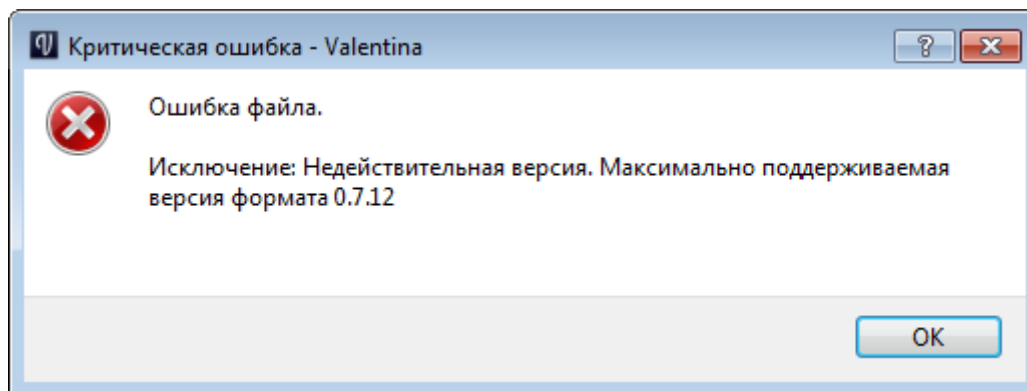 Критическая ошибка - Valentina
Ошибка файла.
Исключение: Недействительная версия. Максимально поддерживаемая
версия формата 0.7.12
OK